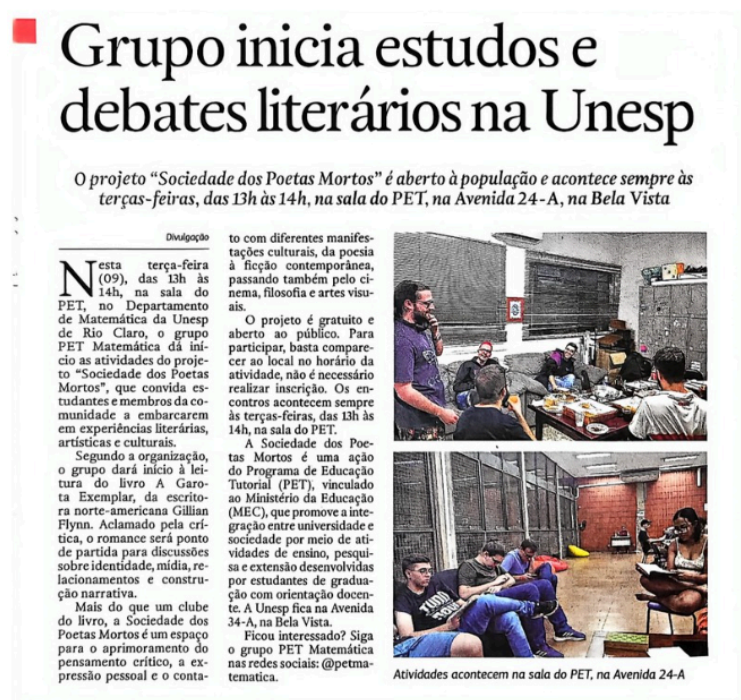 Grupo inicia estudos e
debates literários na Unesp
O projeto “Sociedade dos Poetas Mortos” é aberto à população e acontece sempre às
terças-feiras, das 13h às 14h, na sala do PET, na Avenida 24-A, na Bela Vista
Divulgação
Nesta terça-feira
(09), das 13h às
14h, na sala do
PET, no Departamento
de Matemática da Unesp
de Rio Claro, o grupo
PET Matemática dá iní-
cio as atividades do proje-
to “Sociedade dos Poetas
Mortos”, que convida es-
tudantes e membros da co-
munidade a embarcarem
em experiências literárias,
artísticas e culturais.
Segundo a organização,
o grupo dará início à lei-
tura do livro A Garo-
ta Exemplar, da escrito-
ra norte-americana Gillian
Flynn. Aclamado pela crí-
tica, o romance será ponto
de partida para discussões
sobre identidade, mídia, re-
lacionamentos e constru-
ção narrativa.
Mais do que um clube
do livro, a Sociedade dos
Poetas Mortos é um espaço
para o aprimoramento do
pensamento crítico, a ex-
pressão pessoal e o conta-
to com diferentes manifes-
tações culturais, da poesia
à ficção contemporânea,
passando também pelo ci-
nema, filosofia e artes visu-
ais.
O projeto é gratuito e
aberto ao público. Para
participar, basta compare-
cer ao local no horário da
atividade, não é necessário
realizar inscrição. Os en-
contros acontecem sempre
às terças-feiras, das 13h às
14h, na sala do PET.
A Sociedade dos Poe-
tas Mortos é uma ação
do Programa de Educação
Tutorial (PET), vinculado
ao Ministério da Educação
(MEC), que promove a inte-
gração entre universidade e
sociedade por meio de ati-
vidades de ensino, pesqui-
sa e extensão desenvolvidas
por estudantes de gradua-
ção com orientação docen-
te. A Unesp fica na Avenida
34-A, na Bela Vista.
Ficou interessado? Siga
o grupo PET Matemática
nas redes sociais: @petma-
tematica.
Atividades acontecem na sala do PET, na Avenida 24-A